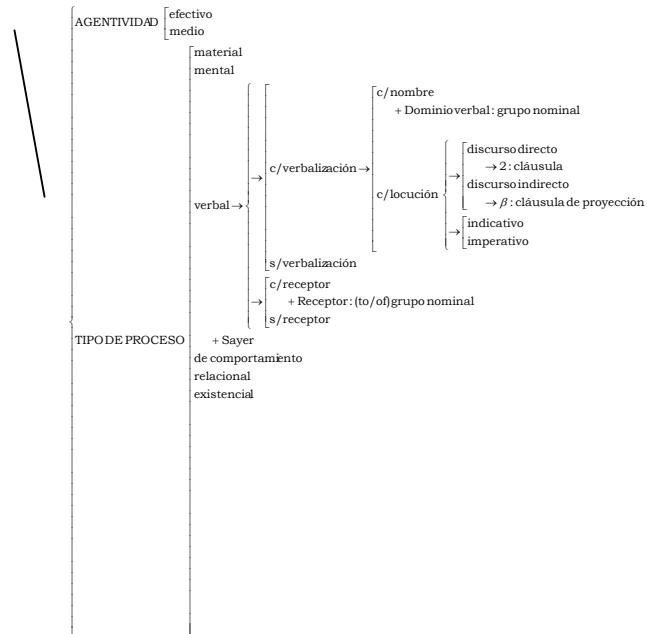 AGENTIVIDAD
efectivo
medio
material
mental
c/nombre
+ Dominio verbal : grupo nominal
discurso directo
→ 2 : cláusula
c/verbalización →
discurso indirecto
c/locución
→ β : cláusula de proyección
verbal →
indicativo
imperativo
s/verbalización
c/receptor
+ Receptor : (to/of) grupo nominal
s/receptor
TIPO DE PROCESO
+ Sayer
de comportamiento
relacional
existencial